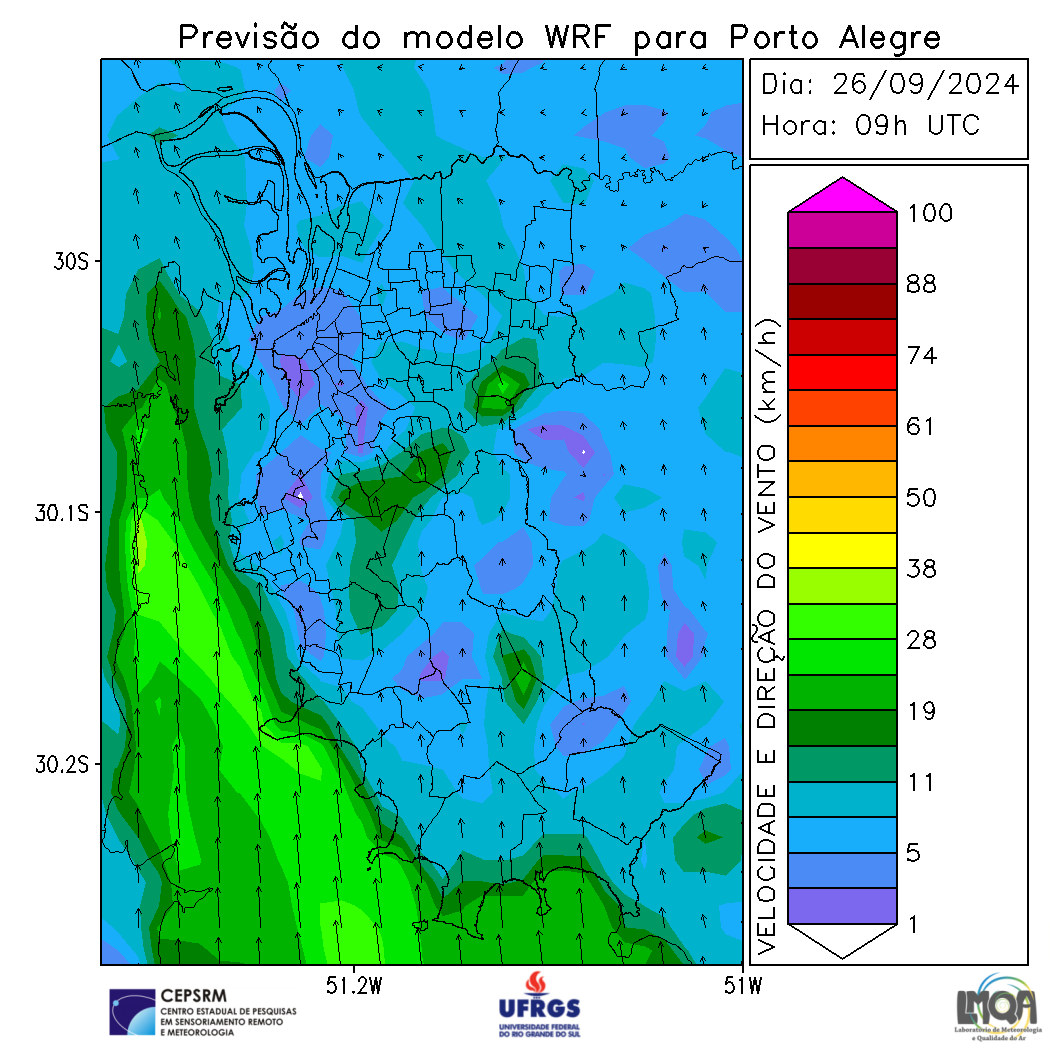 Previsão do modelo WRF para Porto Alegre
Dia: 26/09/2024
Hora: 09h UTC
30S
30.1S
30.2S
51.2W
51W
VELOCIDADE E DIREÇÃO DO VENTO (km/h)
100
88
74
61
50
38
28
19
11
5
1
CEPSRM
CENTRO ESTADUAL DE PESQUISAS
EM SENSORIAMENTO REMOTO
E METEOROLOGIA
UFRGS
UNIVERSIDADE FEDERAL
DO RIO GRANDE DO SUL
LMQA
Laboratório de Meteorologia
e Qualidade do Ar